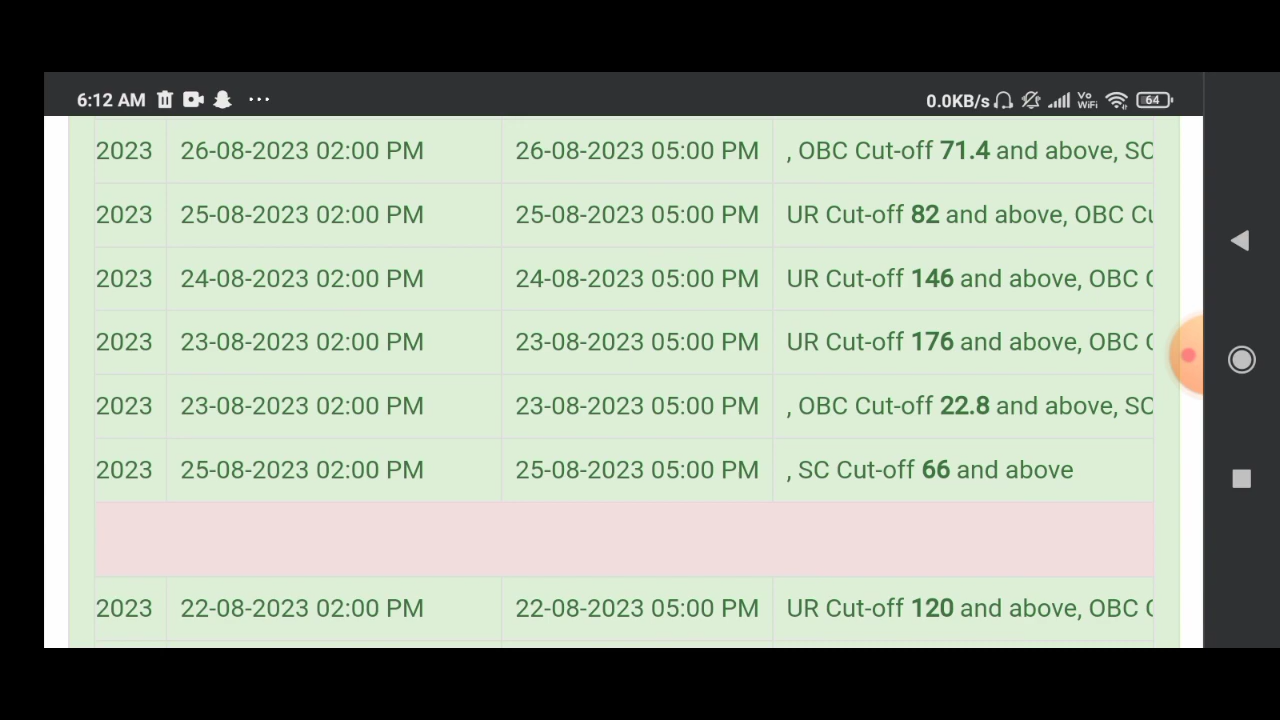 6:12 AM ... 0.0KB/s Vo WiFi 64
2023 26-08-2023 02:00 PM 26-08-2023 05:00 PM , OBC Cut-off 71.4 and above, SC
2023 25-08-2023 02:00 PM 25-08-2023 05:00 PM UR Cut-off 82 and above, OBC Cu
2023 24-08-2023 02:00 PM 24-08-2023 05:00 PM UR Cut-off 146 and above, OBC C
2023 23-08-2023 02:00 PM 23-08-2023 05:00 PM UR Cut-off 176 and above, OBC C
2023 23-08-2023 02:00 PM 23-08-2023 05:00 PM , OBC Cut-off 22.8 and above, SC
2023 25-08-2023 02:00 PM 25-08-2023 05:00 PM , SC Cut-off 66 and above
2023 22-08-2023 02:00 PM 22-08-2023 05:00 PM UR Cut-off 120 and above, OBC C